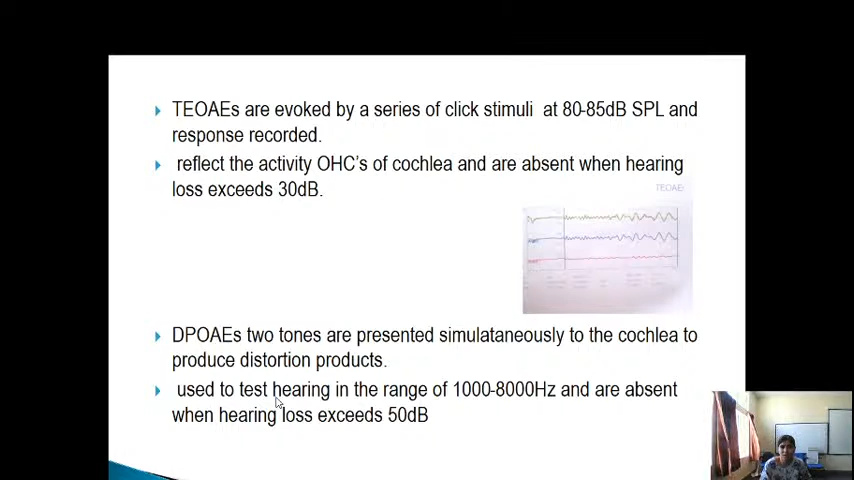 TEOAEs are evoked by a series of click stimuli at 80-85dB SPL and
response recorded.
reflect the activity OHC's of cochlea and are absent when hearing
loss exceeds 30dB.
TEOAE
DPOAEs two tones are presented simulataneously to the cochlea to
produce distortion products.
used to test hearing in the range of 1000-8000Hz and are absent
when hearing loss exceeds 50dB